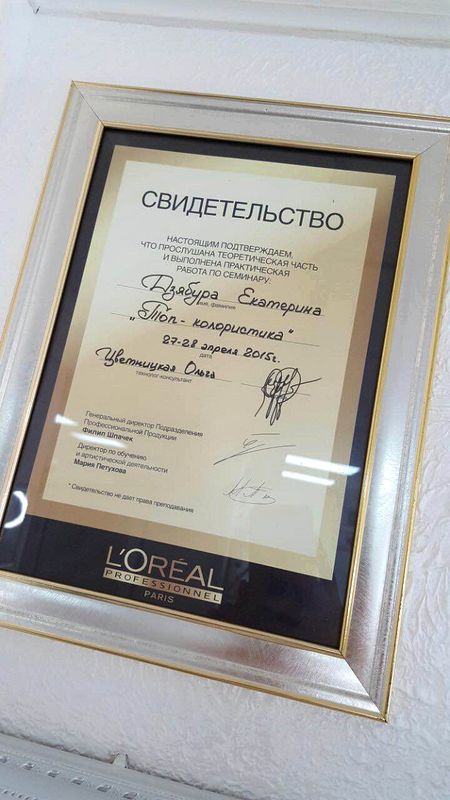 СВИДЕТЕЛЬСТВО
НАСТОЯЩИМ ПОДТВЕРЖДАЕМ,
ЧТО ПРОСЛУШАНА ТЕОРЕТИЧЕСКАЯ ЧАСТЬ
И ВЫПОЛНЕНА ПРАКТИЧЕСКАЯ
РАБОТА ПО СЕМИНАРУ:
Дзябура Екатерина
имя, фамилия
„Топ-колористика"
27-28 апреля 2015г.
дата
Цветницкая Ольга
технолог-консультант
Генеральный директор Подразделения
Профессиональной Продукции
Филип Шпачек
Директор по обучению
и артистической деятельности
Мария Петухова
* Свидетельство не дает права преподавания
L'ORÉAL
PROFESSIONNEL
PARIS